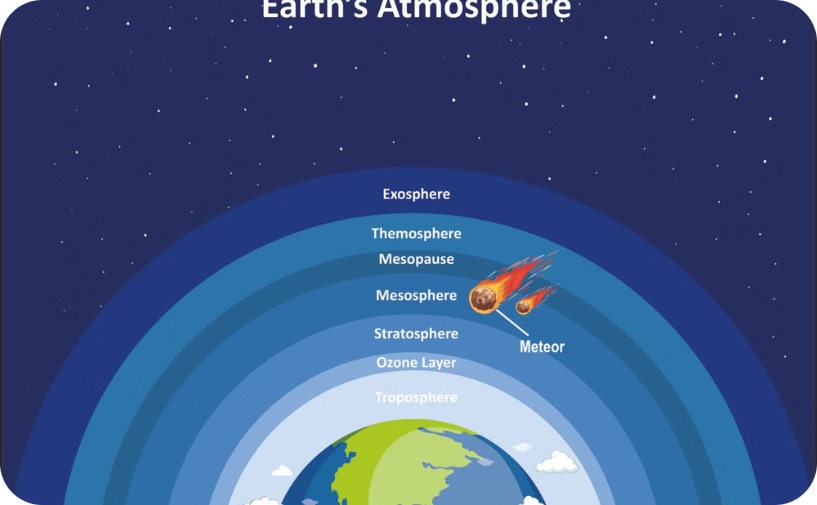 Earth's Atmosphere
Exosphere
Themosphere
Mesopause
Mesosphere
Stratosphere
Meteor
Ozone Layer
Troposphere